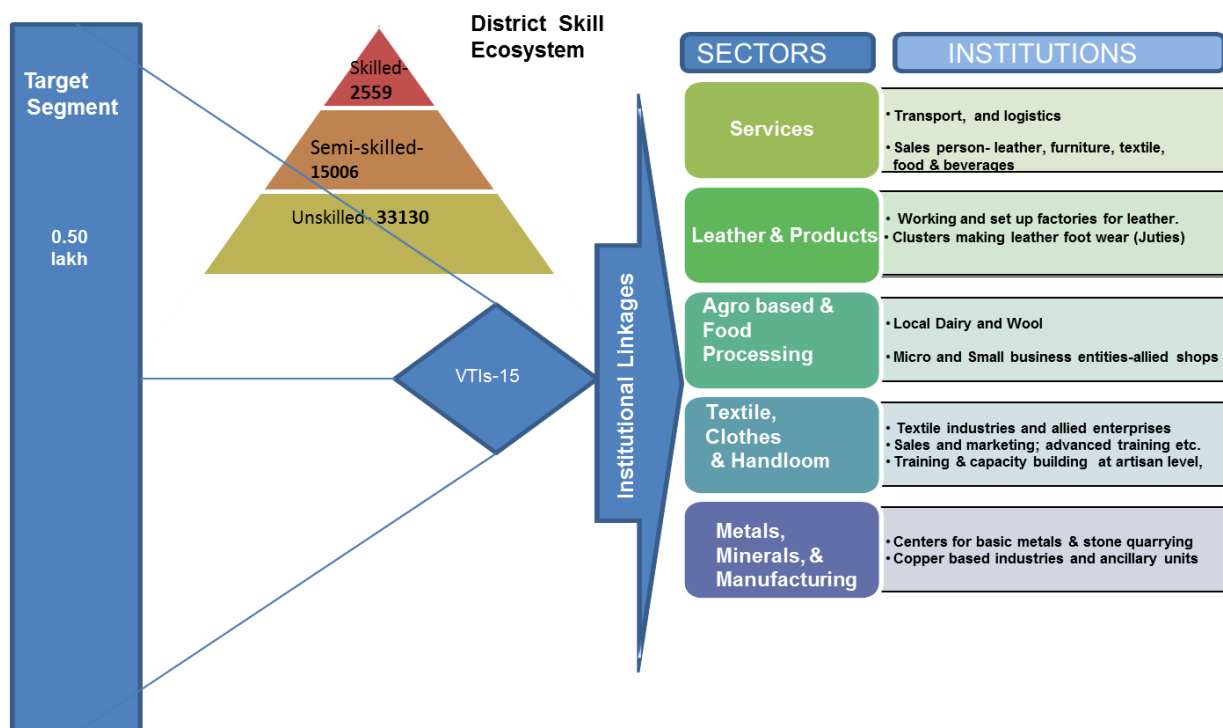 District Skill
Ecosystem
Target
Segment
0.50
lakh
Skilled-
2559
Semi-skilled-
15006
Unskilled- 33130
VTIs-15
Institutional Linkages
SECTORS
INSTITUTIONS
Services
• Transport, and logistics
• Sales person- leather, furniture, textile,
food & beverages
Leather & Products
• Working and set up factories for leather.
• Clusters making leather foot wear (Juties)
Agro based &
Food
Processing
• Local Dairy and Wool
• Micro and Small business entities-allied shops
Textile,
Clothes
& Handloom
• Textile industries and allied enterprises
• Sales and marketing; advanced training etc.
• Training & capacity building at artisan level,
Metals,
Minerals, &
Manufacturing
• Centers for basic metals & stone quarrying
• Copper based industries and ancillary units